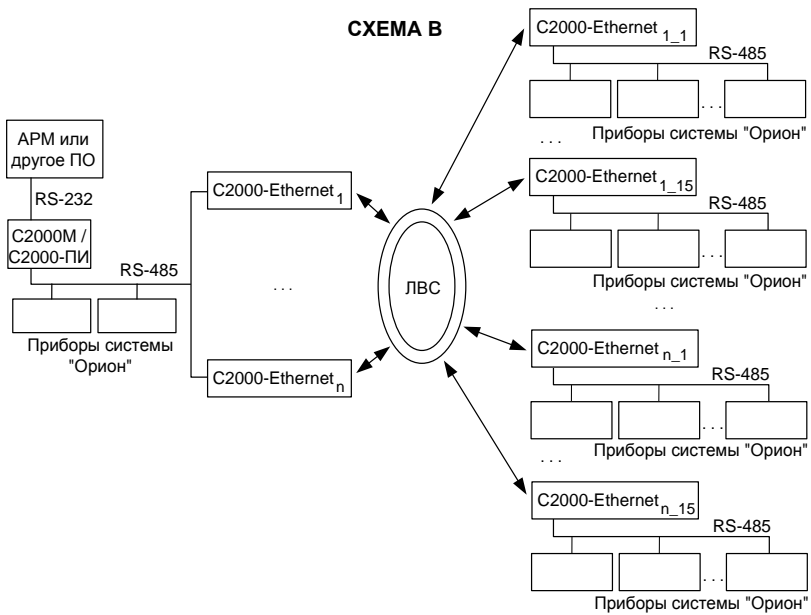 СХЕМА В
АРМ или
другое ПО
RS-232
С2000М /
С2000-ПИ
RS-485
Приборы системы
"Орион"
С2000-Ethernet 1
. . .
С2000-Ethernet n
ЛВС
С2000-Ethernet 1_1
RS-485
. . .
Приборы системы "Орион"
. . .
С2000-Ethernet 1_15
RS-485
. . .
Приборы системы "Орион"
. . .
С2000-Ethernet n_1
RS-485
. . .
Приборы системы "Орион"
. . .
С2000-Ethernet n_15
RS-485
. . .
Приборы системы "Орион"